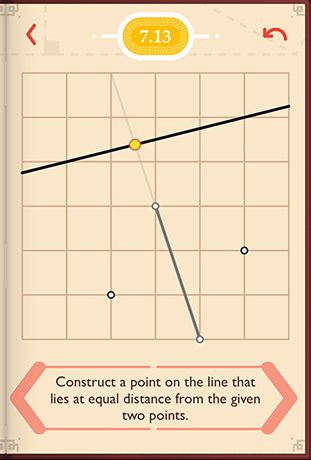 7.13
Construct a point on the line that
lies at equal distance from the given
two points.